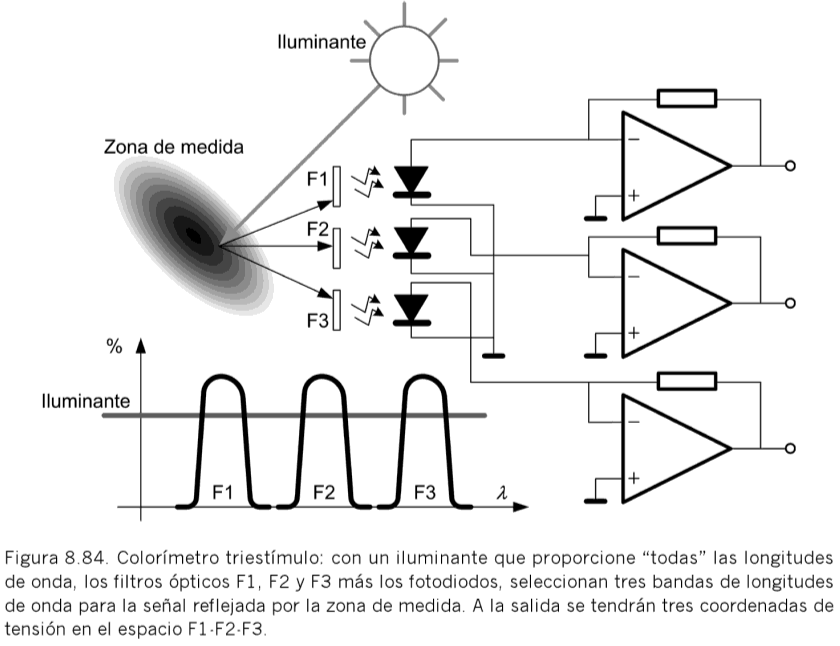 Iluminante
Zona de medida
F1
F2
F3
−
+
−
+
−
+
%
Iluminante
F1
F2
F3
λ
Figura 8.84. Colorímetro triestímulo: con un iluminante que proporcione “todas” las longitudes
de onda, los filtros ópticos F1, F2 y F3 más los fotodiodos, seleccionan tres bandas de longitudes
de onda para la señal reflejada por la zona de medida. A la salida se tendrán tres coordenadas de
tensión en el espacio F1-F2-F3.